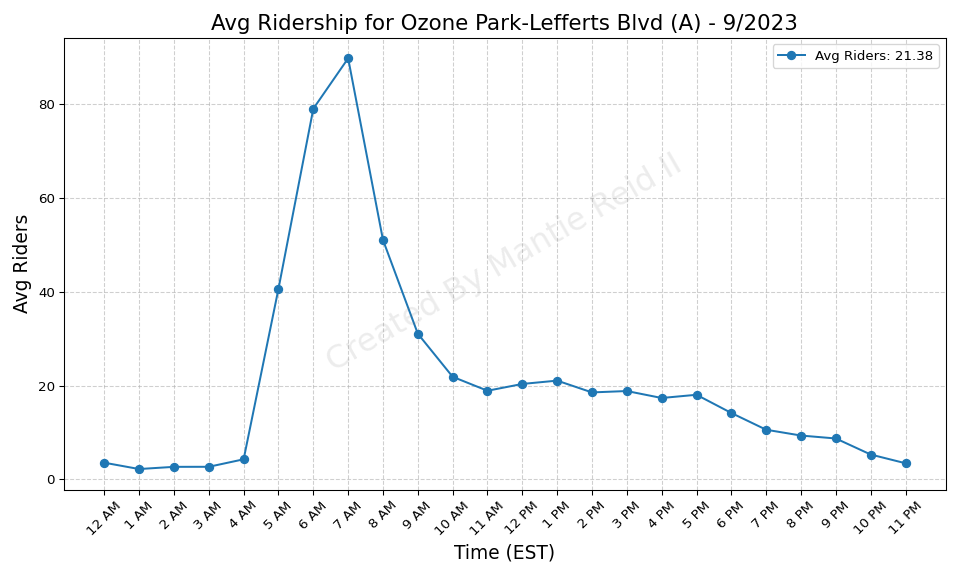 Avg Ridership for Ozone Park-Lefferts Blvd (A) - 9/2023
Avg Riders: 21.38
80
60
40
20
0
Avg Riders
Created By Mantie Reid II
12 AM 1 AM 2 AM 3 AM 4 AM 5 AM 6 AM 7 AM 8 AM 9 AM 10 AM 11 AM 12 PM 1 PM 2 PM 3 PM 4 PM 5 PM 6 PM 7 PM 8 PM 9 PM 10 PM 11 PM
Time (EST)